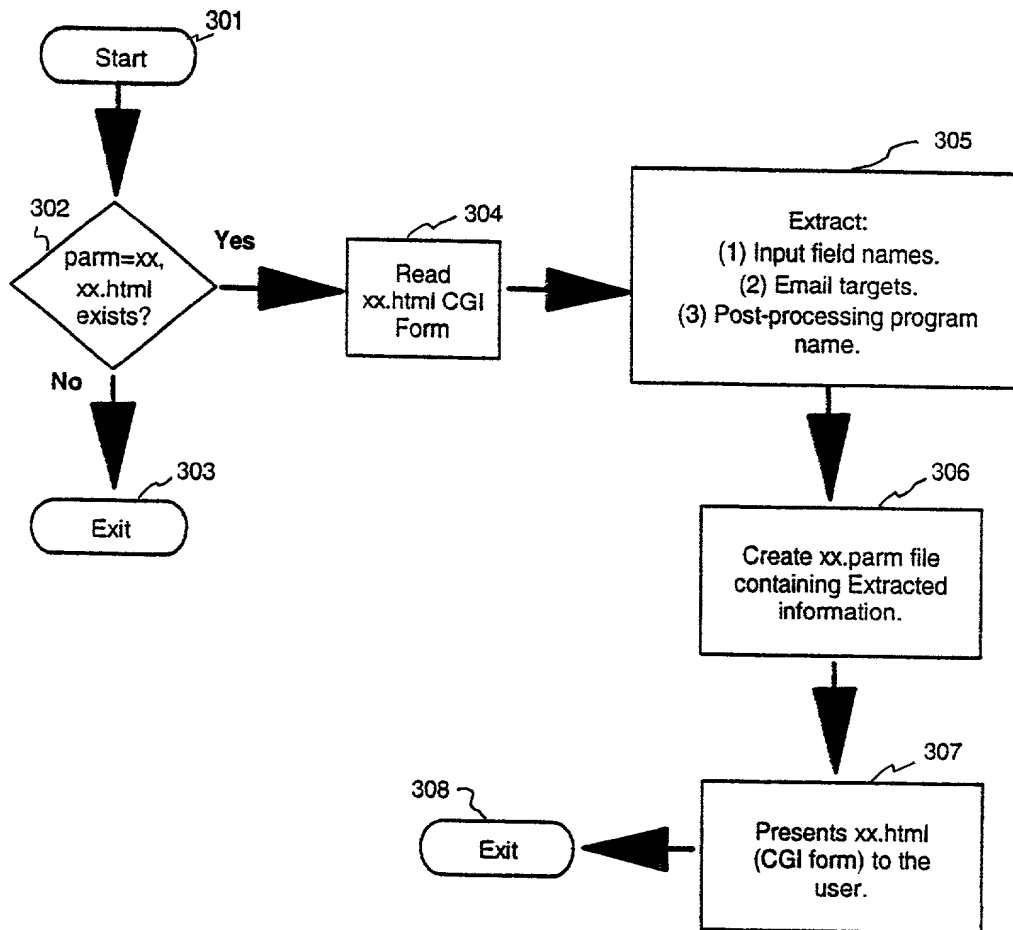 301
Start
302
parm=xx,
xx.html
exists?
Yes
No
303
Exit
304
Read
xx.html CGI
Form
305
Extract:
(1) Input field names.
(2) Email targets.
(3) Post-processing program
name.
306
Create xx.parm file
containing Extracted
information.
307
Presents xx.html
(CGI form) to the
user.
308
Exit